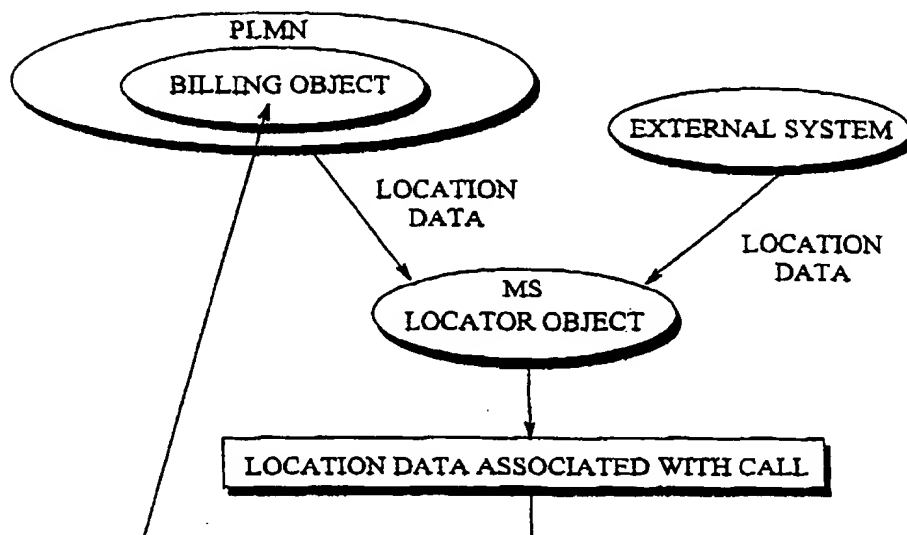 PLMN
BILLING OBJECT
EXTERNAL SYSTEM
LOCATION
DATA
LOCATION
DATA
MS
LOCATOR OBJECT
LOCATION DATA ASSOCIATED WITH CALL